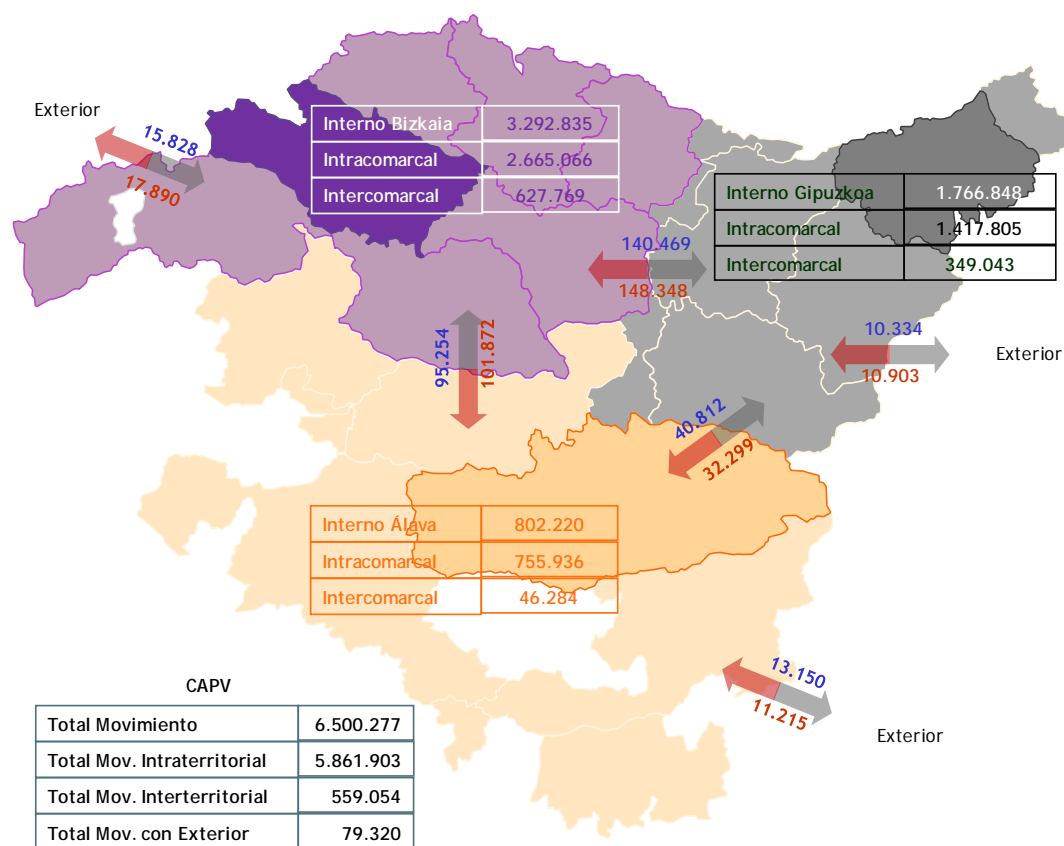 Exterior
15.828
17.890
Interno Bizkaia 3.292.835
Intracomarcal 2.665.066
Intercomarcal 627.769
Interno Gipuzkoa 1.766.848
Intracomarcal 1.417.805
Intercomarcal 349.043
140.469
148.348
95.254
101.872
10.334
10.903
Exterior
40.812
32.299
Interno Álava 802.220
Intracomarcal 755.936
Intercomarcal 46.284
13.150
11.215
Exterior
CAPV
Total Movimiento 6.500.277
Total Mov. Intraterritorial 5.861.903
Total Mov. Interterritorial 559.054
Total Mov. con Exterior 79.320